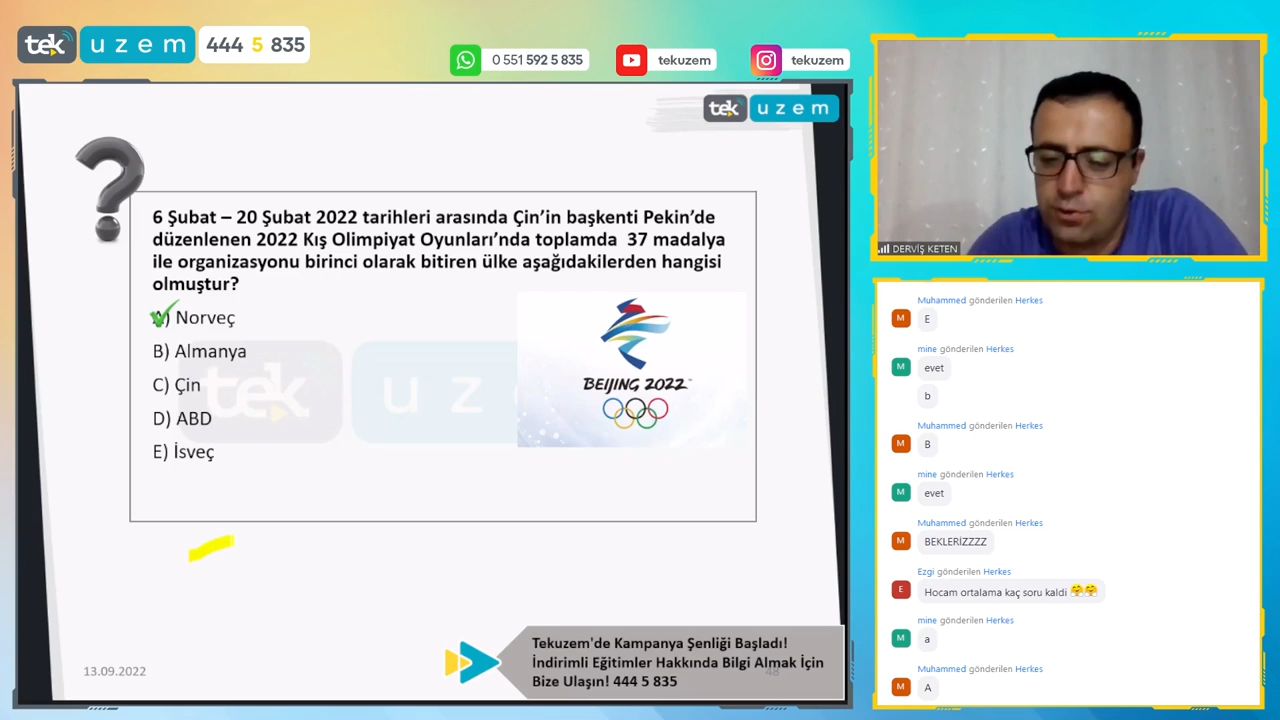 tek uzem 444 5 835
0 551 592 5 835
tekuzem
tekuzem
tek uzem
6 Şubat – 20 Şubat 2022 tarihleri arasında Çin’in başkenti Pekin’de
düzenlenen 2022 Kış Olimpiyat Oyunları’nda toplamda 37 madalya
ile organizasyonu birinci olarak bitiren ülke aşağıdakilerden hangisi
olmuştur?
A) Norveç
B) Almanya
C) Çin
D) ABD
E) İsveç
BEIJING 2022™
tek uz
13.09.2022
48
Tekuzem'de Kampanya Şenliği Başladı!
İndirimli Eğitimler Hakkında Bilgi Almak İçin
Bize Ulaşın! 444 5 835
DERVİŞ KETEN
Muhammed gönderilen Herkes
M E
mine gönderilen Herkes
M evet
b
Muhammed gönderilen Herkes
M B
mine gönderilen Herkes
M evet
Muhammed gönderilen Herkes
M BEKLERİZZZZ
Ezgi gönderilen Herkes
E Hocam ortalama kaç soru kaldi 🤗🤗
mine gönderilen Herkes
M a
Muhammed gönderilen Herkes
M A